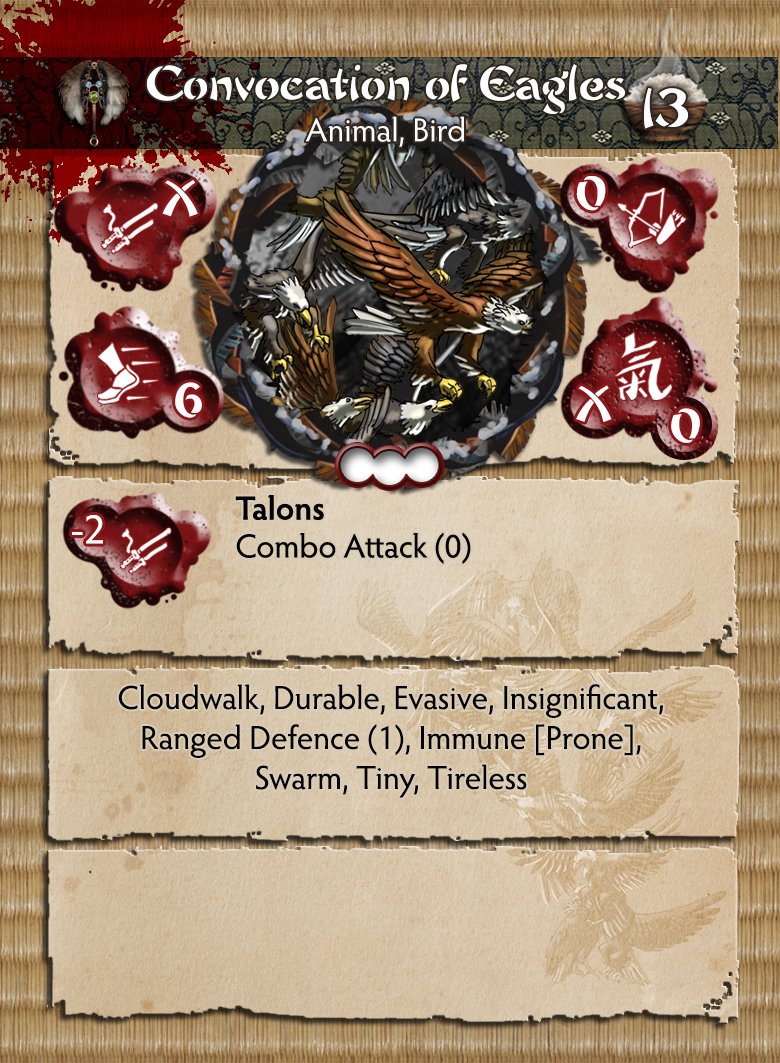 Convocation of Eagles
13
Animal, Bird
X
0
6
氣
X
0
-2
Talons
Combo Attack (0)
Cloudwalk, Durable, Evasive, Insignificant,
Ranged Defence (1), Immune [Prone],
Swarm, Tiny, Tireless